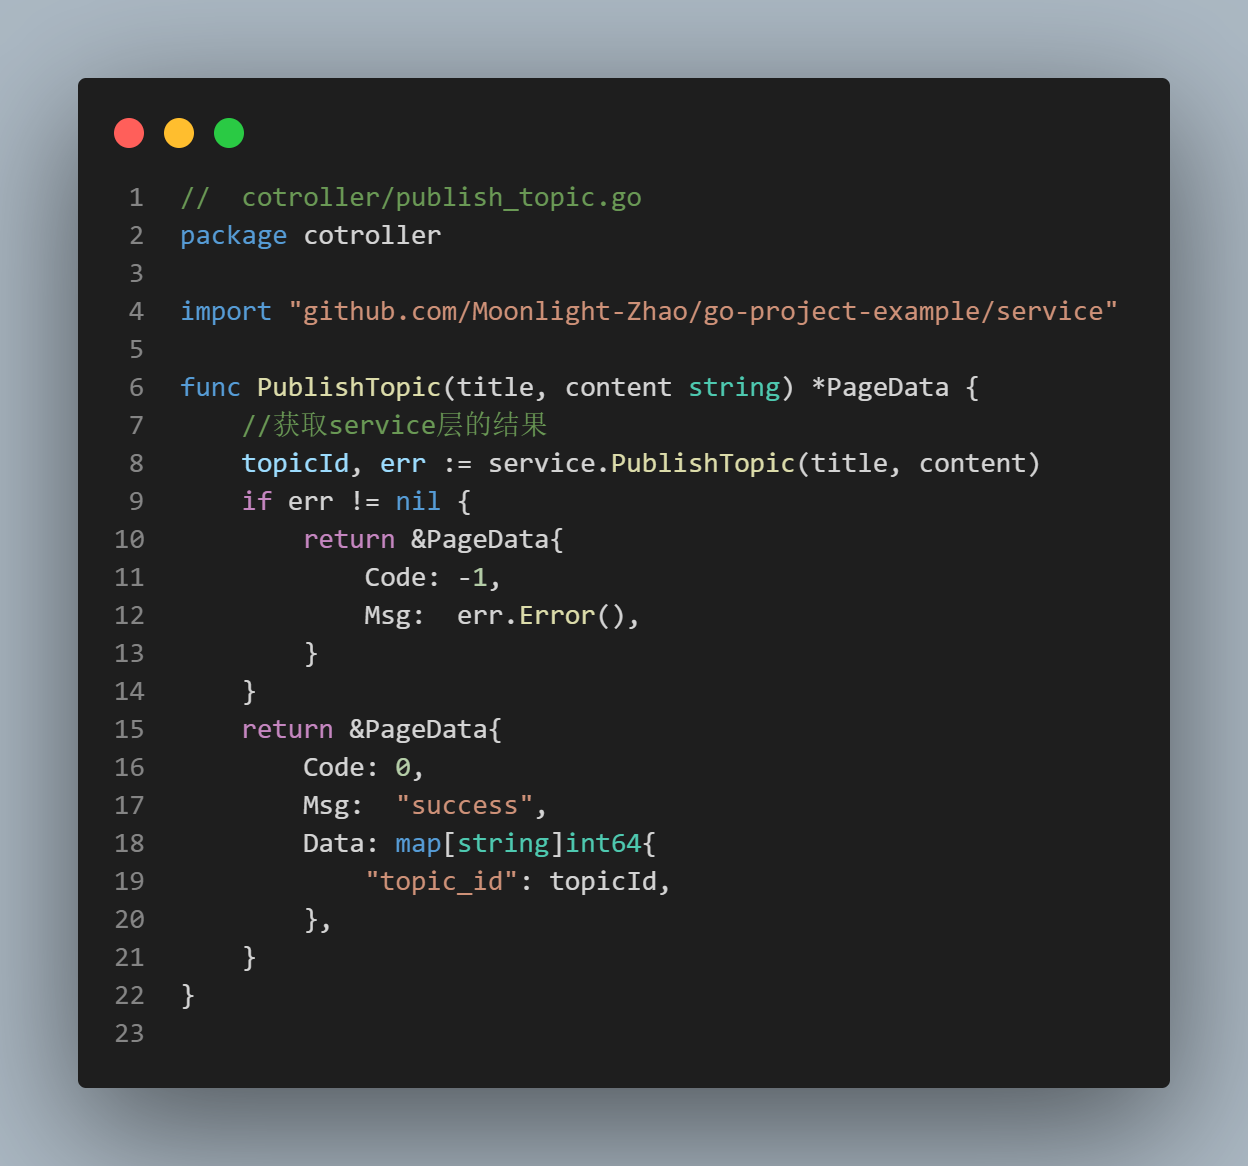 1 //  cotroller/publish_topic.go
2 package cotroller
3
4 import "github.com/Moonlight-Zhao/go-project-example/service"
5
6 func PublishTopic(title, content string) *PageData {
7     //获取service层的结果
8     topicId, err := service.PublishTopic(title, content)
9     if err != nil {
10         return &PageData{
11             Code: -1,
12             Msg:  err.Error(),
13         }
14     }
15     return &PageData{
16         Code: 0,
17         Msg:  "success",
18         Data: map[string]int64{
19             "topic_id": topicId,
20         },
21     }
22 }
23